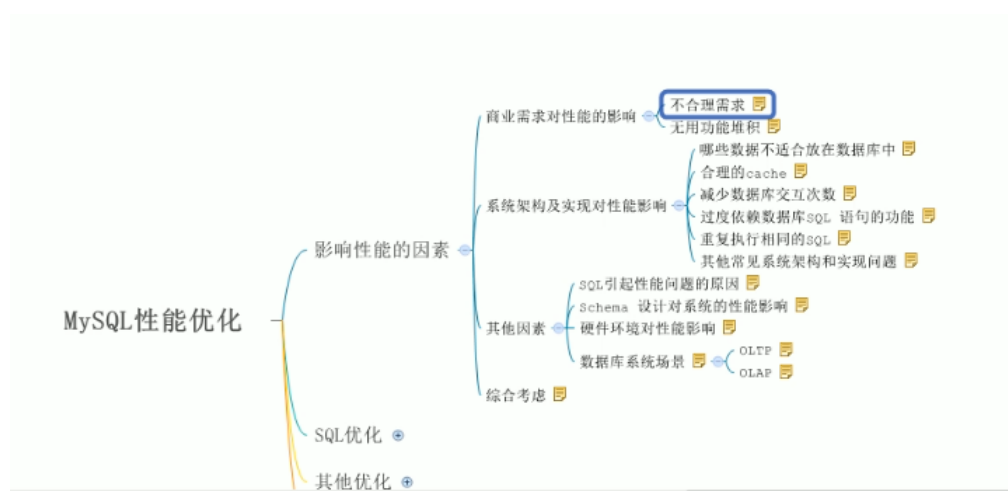 不合理需求
商业需求对性能的影响
无用功能堆积
哪些数据不适合放在数据库中
合理的cache
减少数据库交互次数
系统架构及实现对性能影响
过度依赖数据库SQL 语句的功能
重复执行相同的SQL
其他常见系统架构和实现问题
影响性能的因素
SQL引起性能问题的原因
Schema 设计对系统的性能影响
MySQL性能优化
其他因素
硬件环境对性能影响
数据库系统场景
OLTP
OLAP
综合考虑
SQL优化
其他优化